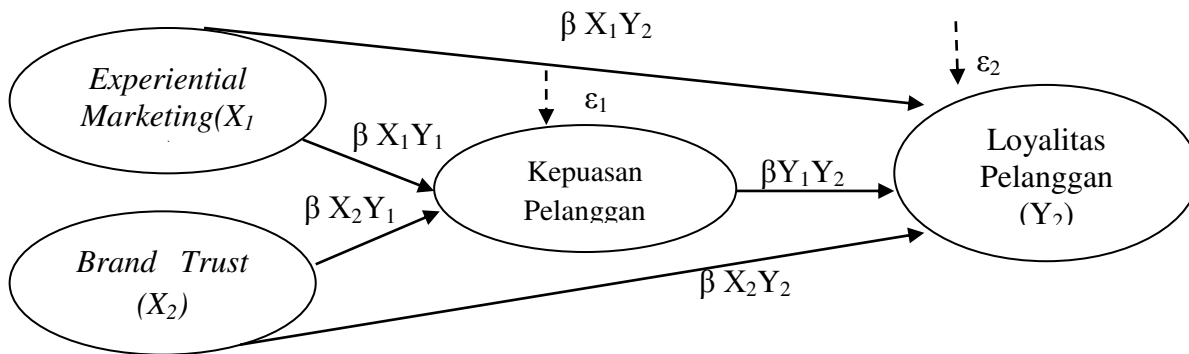 β X₁Y₂
ε₂
Experiential
Marketing(X₁
ε₁
β X₁Y₁
Loyalitas
Pelanggan
(Y₂)
Kepuasan
Pelanggan
βY₁Y₂
β X₂Y₁
Brand Trust
(X₂)
β X₂Y₂